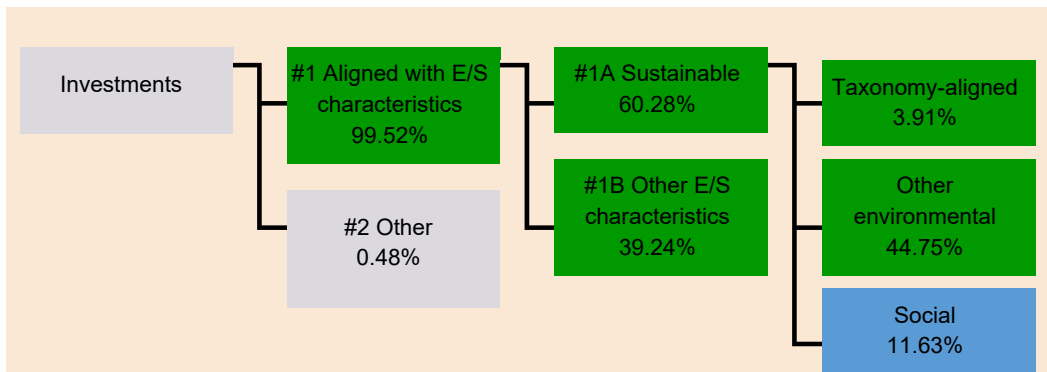 Investments
#1 Aligned with E/S
characteristics
99.52%
#2 Other
0.48%
#1A Sustainable
60.28%
#1B Other E/S
characteristics
39.24%
Taxonomy-aligned
3.91%
Other
environmental
44.75%
Social
11.63%